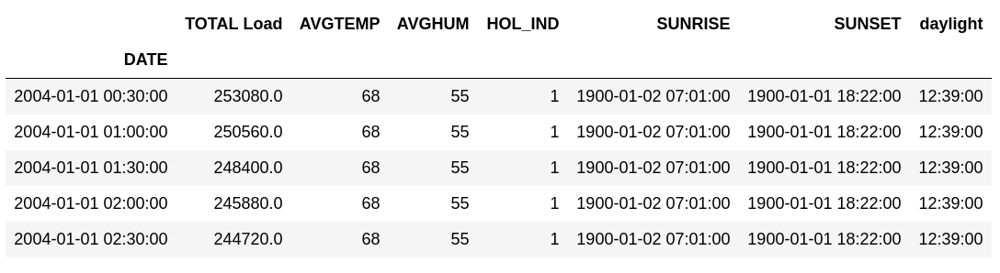 TOTAL Load AVGTEMP AVGHUM HOL_IND SUNRISE SUNSET daylight
DATE
2004-01-01 00:30:00 253080.0 68 55 1 1900-01-02 07:01:00 1900-01-01 18:22:00 12:39:00
2004-01-01 01:00:00 250560.0 68 55 1 1900-01-02 07:01:00 1900-01-01 18:22:00 12:39:00
2004-01-01 01:30:00 248400.0 68 55 1 1900-01-02 07:01:00 1900-01-01 18:22:00 12:39:00
2004-01-01 02:00:00 245880.0 68 55 1 1900-01-02 07:01:00 1900-01-01 18:22:00 12:39:00
2004-01-01 02:30:00 244720.0 68 55 1 1900-01-02 07:01:00 1900-01-01 18:22:00 12:39:00